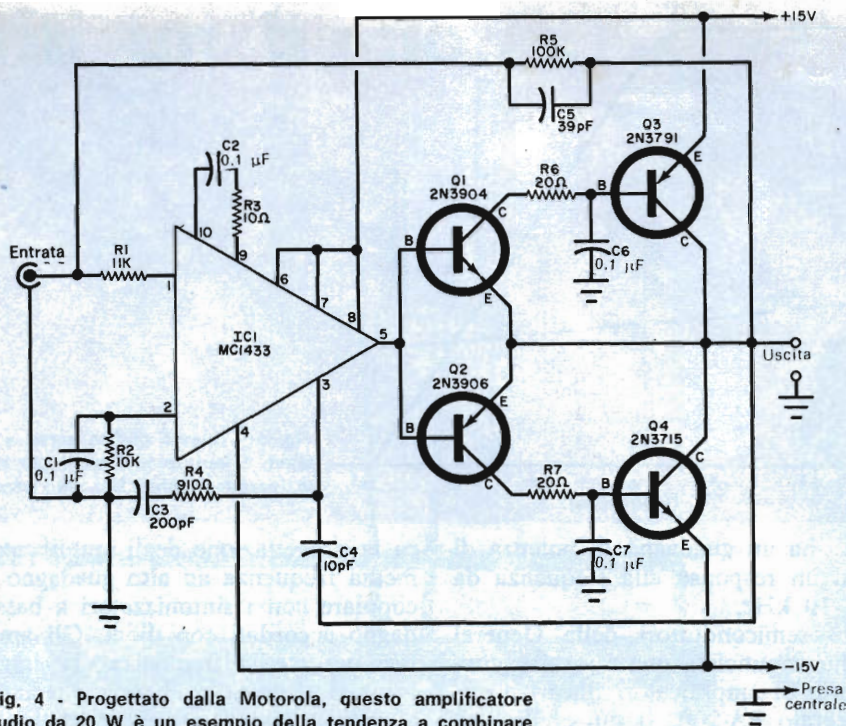 +15V
R5
100K
C5
39pF
Q3
2N3791
E
B
C
C2
0.1 µF
R3
10Ω
Q1
2N3904
R6
20Ω
C
B
E
C6
0.1 µF
Entrata
R1
11K
10
9
6
7
8
1
IC1
MC1433
5
2
3
4
Uscita
Q2
2N3906
E
B
C
Q4
2N3715
C
B
E
R7
20Ω
C1
0.1 µF
R2
10K
R4
910Ω
C3
200pF
C4
10pF
C7
0.1 µF
-15V
Presa
centrale
ig. 4 - Progettato dalla Motorola, questo amplificatore
udio da 20 W è un esempio della tendenza a combinare